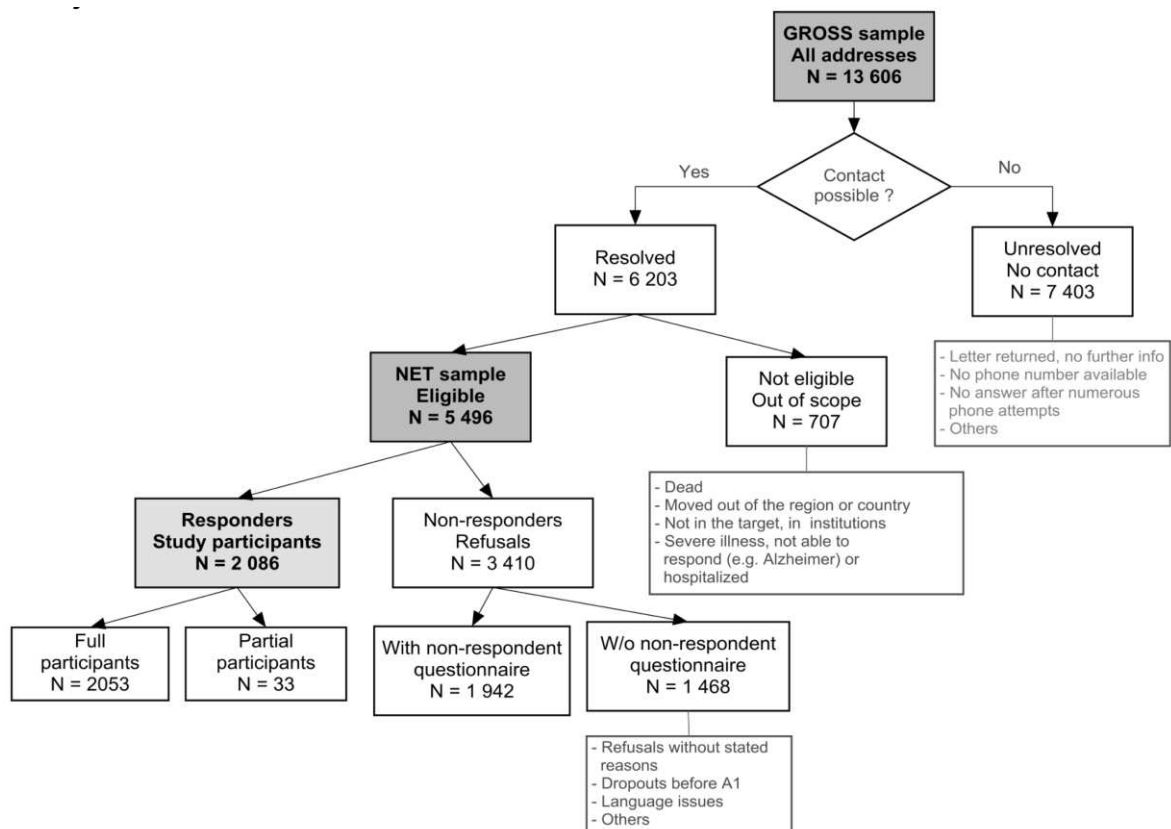 GROSS sample
All addresses
N = 13 606
Contact
possible ?
Yes
No
Resolved
N = 6 203
Unresolved
No contact
N = 7 403
- Letter returned, no further info
- No phone number available
- No answer after numerous
phone attempts
- Others
NET sample
Eligible
N = 5 496
Not eligible
Out of scope
N = 707
- Dead
- Moved out of the region or country
- Not in the target, in institutions
- Severe illness, not able to
respond (e.g. Alzheimer) or
hospitalized
Responders
Study participants
N = 2 086
Non-responders
Refusals
N = 3 410
Full
participants
N = 2053
Partial
participants
N = 33
With non-respondent
questionnaire
N = 1 942
W/o non-respondent
questionnaire
N = 1 468
- Refusals without stated
reasons
- Dropouts before A1
- Language issues
- Others